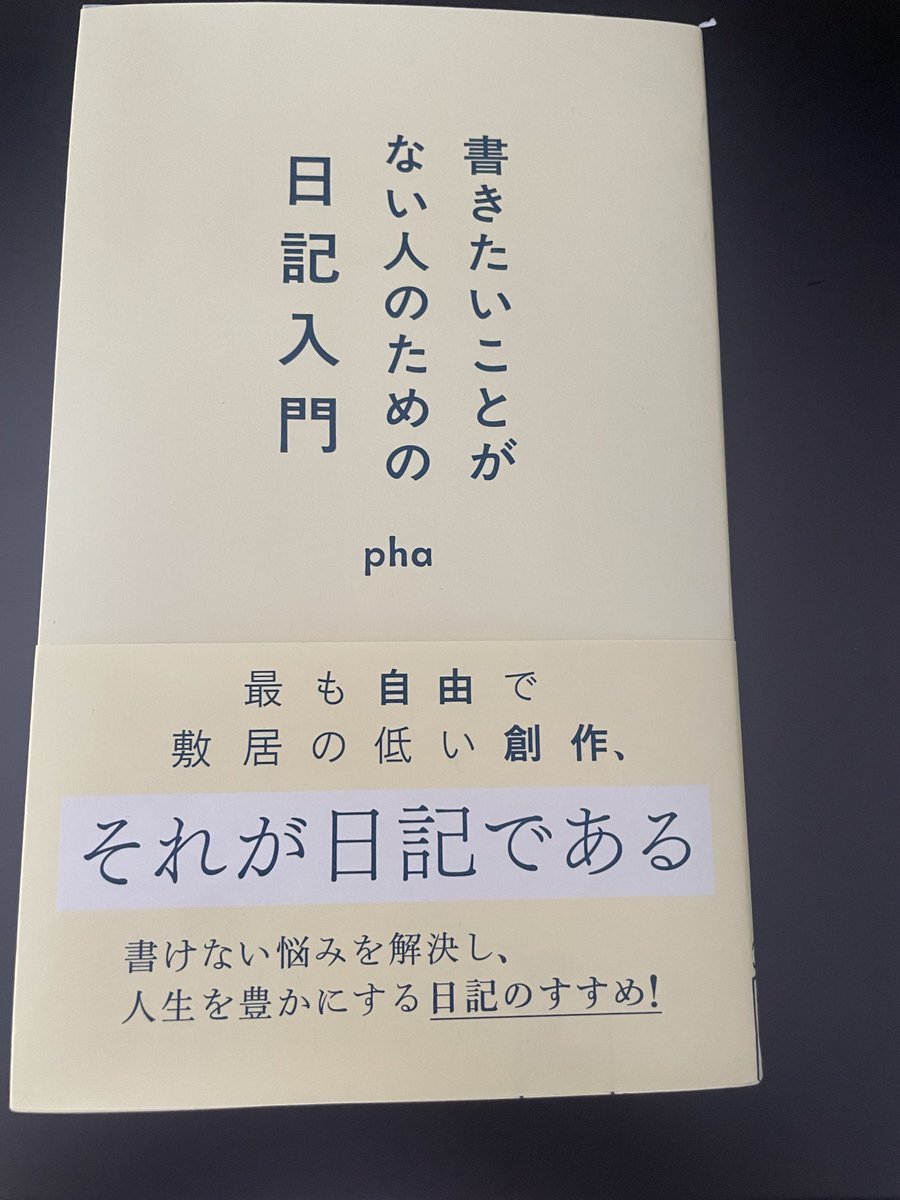 書きたいことが
ない人のための
日記入門
pha
最も自由で
敷居の低い創作、
それが日記である
書けない悩みを解決し、
人生を豊かにする日記のすすめ!